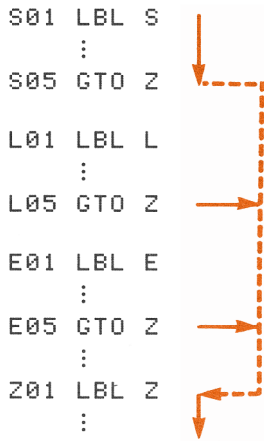 S01 LBL S
⋮
S05 GTO Z
L01 LBL L
⋮
L05 GTO Z
E01 LBL E
⋮
E05 GTO Z
⋮
Z01 LBL Z
⋮